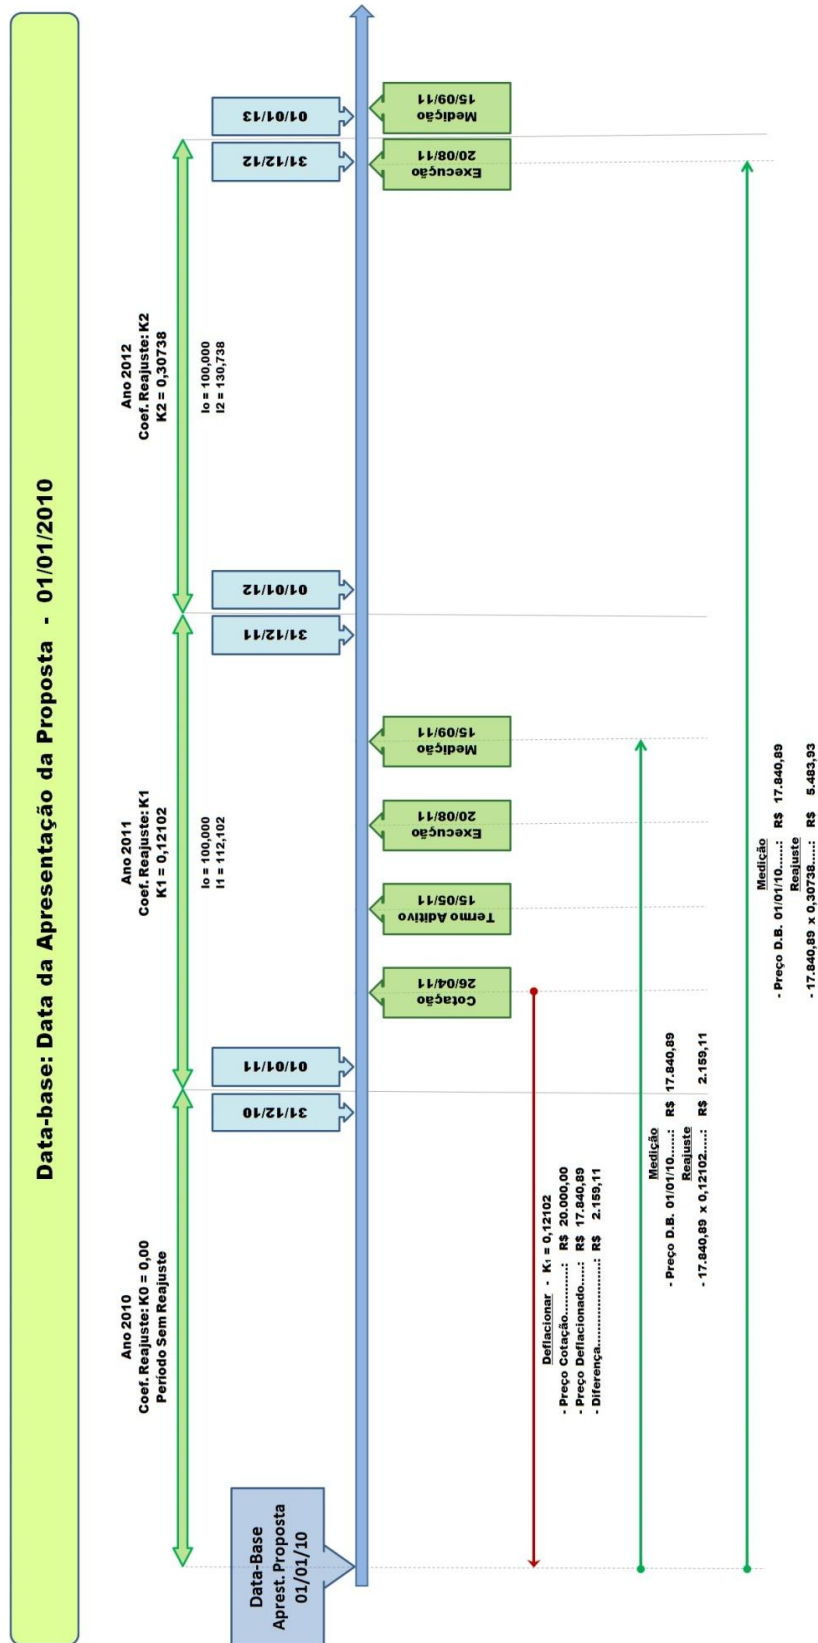 Data-base: Data da Apresentação da Proposta - 01/01/2010
Ano 2010
Coef. Reajuste: K0 = 0,00
Período Sem Reajuste
Ano 2011
Coef. Reajuste: K1
K1 = 0,12102
Io = 100,000
I1 = 112,102
Ano 2012
Coef. Reajuste: K2
K2 = 0,30738
Io = 100,000
I2 = 130,738
31/12/10
01/01/11
31/12/11
01/01/12
31/12/12
01/01/13
Data-Base
Aprest. Proposta
01/01/10
Cotação
26/04/11
Termo Aditivo
15/05/11
Execução
20/08/11
Medição
15/09/11
Execução
20/08/11
Medição
15/09/11
Deflacionar - K1 = 0,12102
- Preço Cotação.............: R$ 20.000,00
- Preço Deflacionado.....: R$ 17.840,89
- Diferença.....................: R$ 2.159,11
Medição
- Preço D.B. 01/01/10.......: R$ 17.840,89
Reajuste
- 17.840,89 x 0,12102.....: R$ 2.159,11
Medição
- Preço D.B. 01/01/10......: R$ 17.840,89
Reajuste
- 17.840,89 x 0,30738.....: R$ 5.483,93